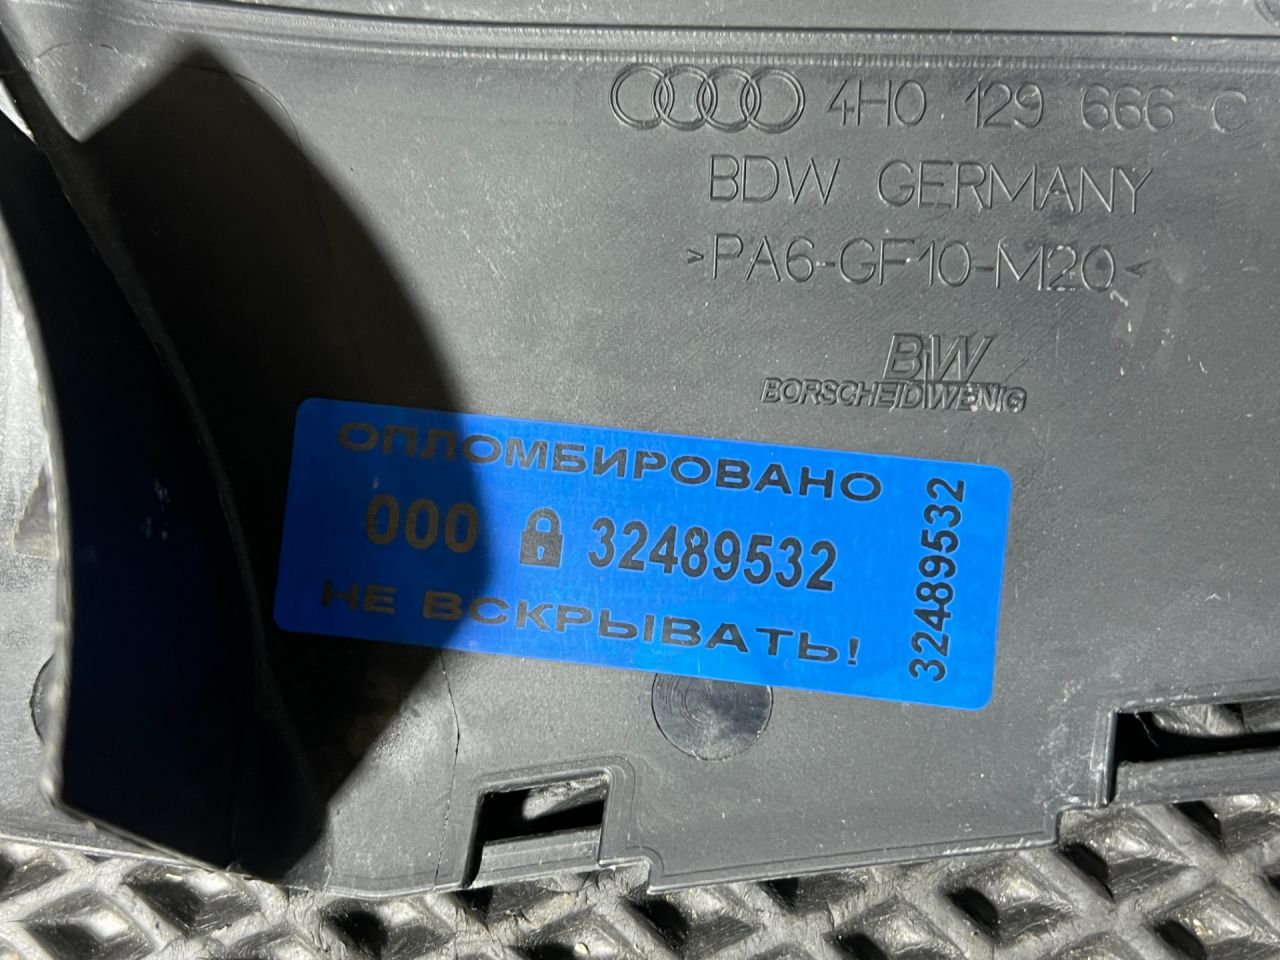 4H0 129 666 C
BDW GERMANY
>PA6-GF10-M20<
BW
BORSCHEIDWENIG
ОПЛОМБИРОВАНО
000 32489532
НЕ ВСКРЫВАТЬ!
32489532